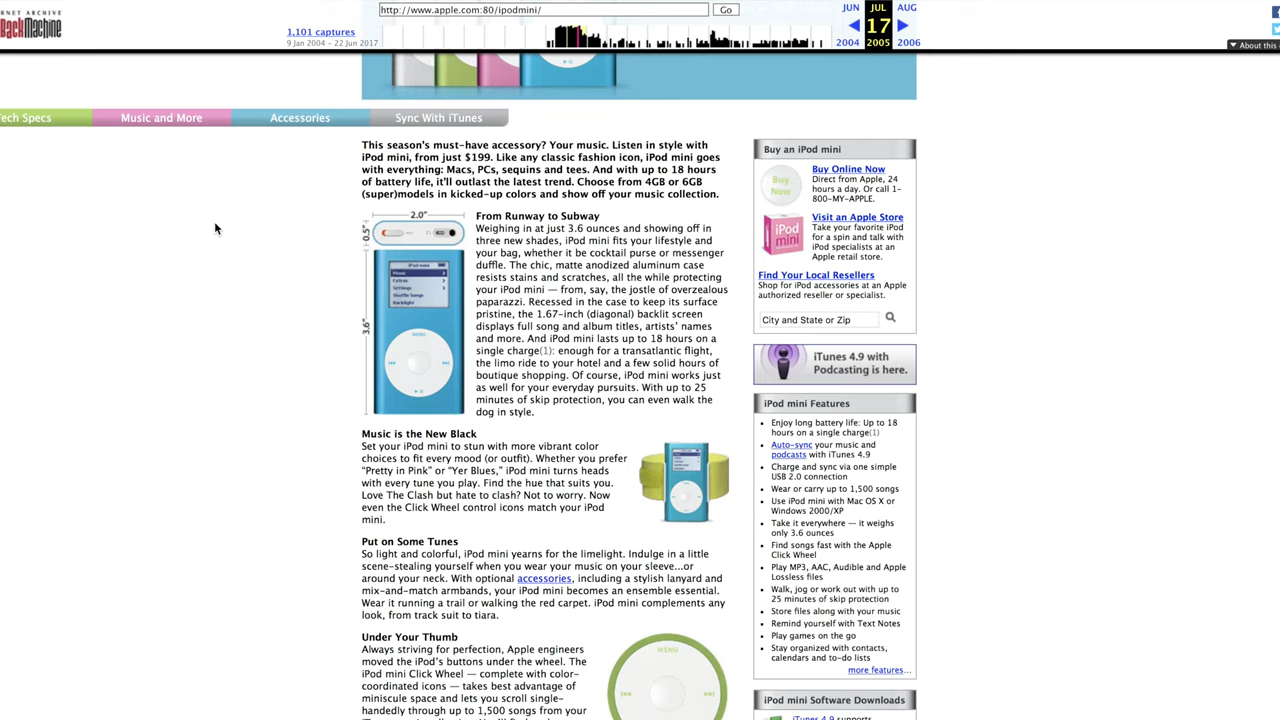 RNET ARCHIVE
BackMachine
http://www.apple.com:80/ipodmini/
Go
1,101 captures
9 Jan 2004 – 22 Jun 2017
JUN
JUL
AUG
17
2004
2005
2006
About this
Tech Specs
Music and More
Accessories
Sync With iTunes
This season's must-have accessory? Your music. Listen in style with
iPod mini, from just $199. Like any classic fashion icon, iPod mini goes
with everything: Macs, PCs, sequins and tees. And with up to 18 hours
of battery life, it'll outlast the latest trend. Choose from 4GB or 6GB
(super)models in kicked-up colors and show off your music collection.
2.0"
0.5"
3.6"
iPod mini
Music
Extras
Settings
Shuffle Songs
Backlight
MENU
From Runway to Subway
Weighing in at just 3.6 ounces and showing off in
three new shades, iPod mini fits your lifestyle and
your bag, whether it be cocktail purse or messenger
duffle. The chic, matte anodized aluminum case
resists stains and scratches, all the while protecting
your iPod mini — from, say, the jostle of overzealous
paparazzi. Recessed in the case to keep its surface
pristine, the 1.67-inch (diagonal) backlit screen
displays full song and album titles, artists' names
and more. And iPod mini lasts up to 18 hours on a
single charge(1): enough for a transatlantic flight,
the limo ride to your hotel and a few solid hours of
boutique shopping. Of course, iPod mini works just
as well for your everyday pursuits. With up to 25
minutes of skip protection, you can even walk the
dog in style.
Music is the New Black
Set your iPod mini to stun with more vibrant color
choices to fit every mood (or outfit). Whether you prefer
"Pretty in Pink" or "Yer Blues," iPod mini turns heads
with every tune you play. Find the hue that suits you.
Love The Clash but hate to clash? Not to worry. Now
even the Click Wheel control icons match your iPod
mini.
Put on Some Tunes
So light and colorful, iPod mini yearns for the limelight. Indulge in a little
scene-stealing yourself when you wear your music on your sleeve...or
around your neck. With optional accessories, including a stylish lanyard and
mix-and-match armbands, your iPod mini becomes an ensemble essential.
Wear it running a trail or walking the red carpet. iPod mini complements any
look, from track suit to tiara.
Under Your Thumb
Always striving for perfection, Apple engineers
moved the iPod's buttons under the wheel. The
iPod mini Click Wheel — complete with color-
coordinated icons — takes best advantage of
miniscule space and lets you scroll single-
handedly through up to 1,500 songs from your
MENU
Buy an iPod mini
Buy Now
Buy Online Now
Direct from Apple, 24
hours a day. Or call 1-
800-MY-APPLE.
iPod mini
Visit an Apple Store
Take your favorite iPod
for a spin and talk with
iPod specialists at an
Apple retail store.
Find Your Local Resellers
Shop for iPod accessories at an Apple
authorized reseller or specialist.
City and State or Zip
iTunes 4.9 with
Podcasting is here.
iPod mini Features
• Enjoy long battery life: Up to 18
hours on a single charge(1)
• Auto-sync your music and
podcasts with iTunes 4.9
• Charge and sync via one simple
USB 2.0 connection
• Wear or carry up to 1,500 songs
• Use iPod mini with Mac OS X or
Windows 2000/XP
• Take it everywhere — it weighs
only 3.6 ounces
• Find songs fast with the Apple
Click Wheel
• Play MP3, AAC, Audible and Apple
Lossless files
• Walk, jog or work out with up to
25 minutes of skip protection
• Store files along with your music
• Remind yourself with Text Notes
• Play games on the go
• Stay organized with contacts,
calendars and to-do lists
more features...
iPod mini Software Downloads
iTunes 4.9 supports